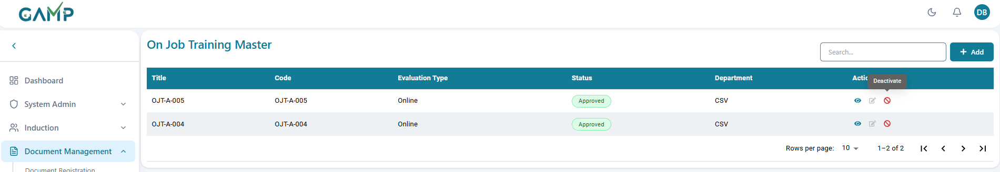 GAMP
DB
On Job Training Master
Search...
+ Add
Dashboard
System Admin
Induction
Document Management
Document Registration
Title Code Evaluation Type Status Department Actio
Deactivate
OJT-A-005 OJT-A-005 Online Approved CSV
OJT-A-004 OJT-A-004 Online Approved CSV
Rows per page: 10 1–2 of 2